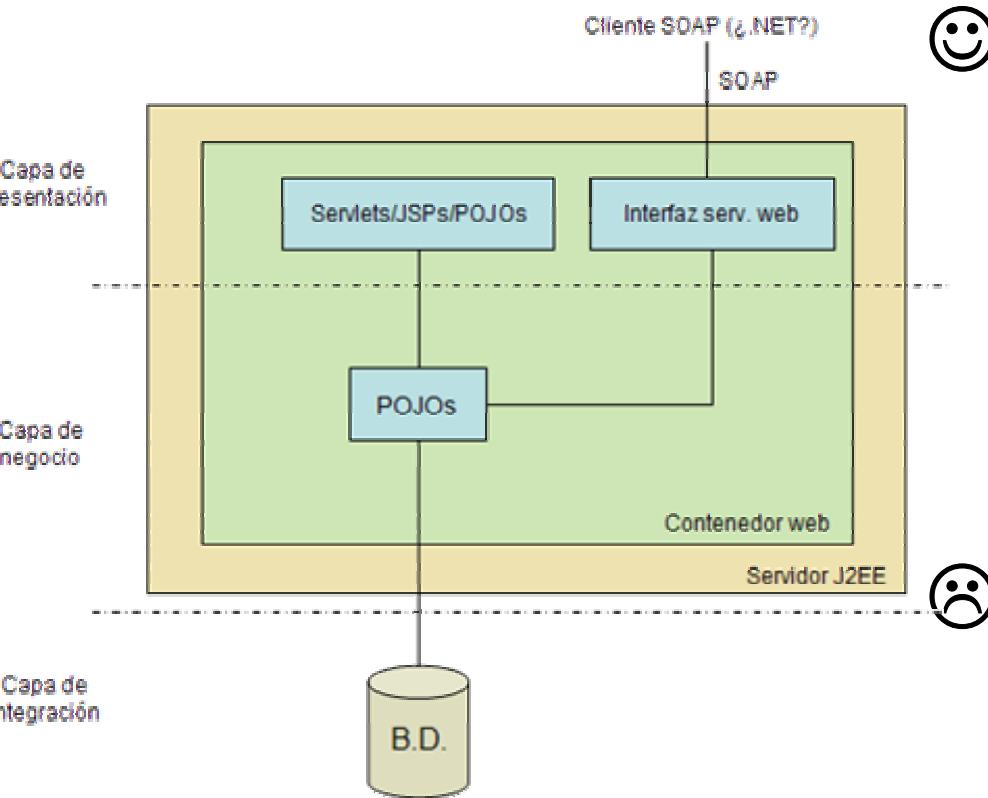 Cliente SOAP (¿.NET?)
SOAP
Capa de
esentación
Servlets/JSPs/POJOs
Interfaz serv. web
POJOs
Capa de
negocio
Contenedor web
Servidor J2EE
Capa de
ntegración
B.D.